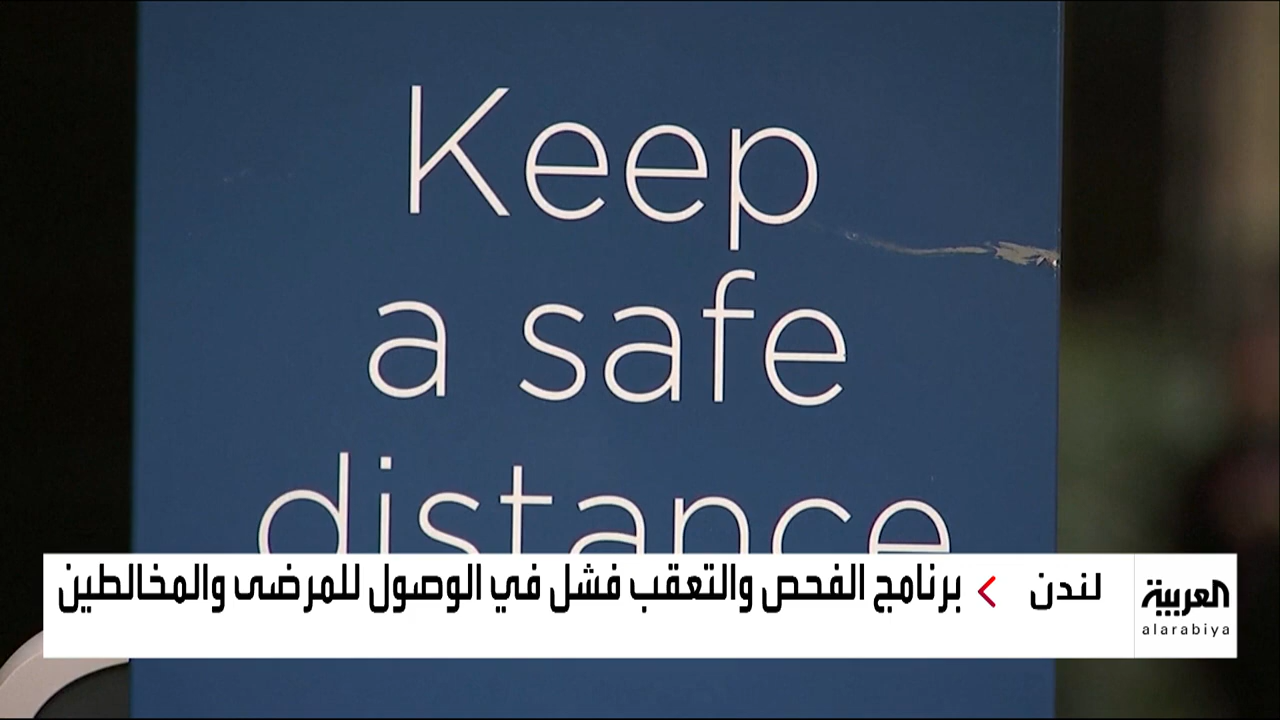 Keep
a safe
distance
لندن
برنامج الفحص والتعقب فشل في الوصول للمرضى والمخالطين
العربية
alarabiya